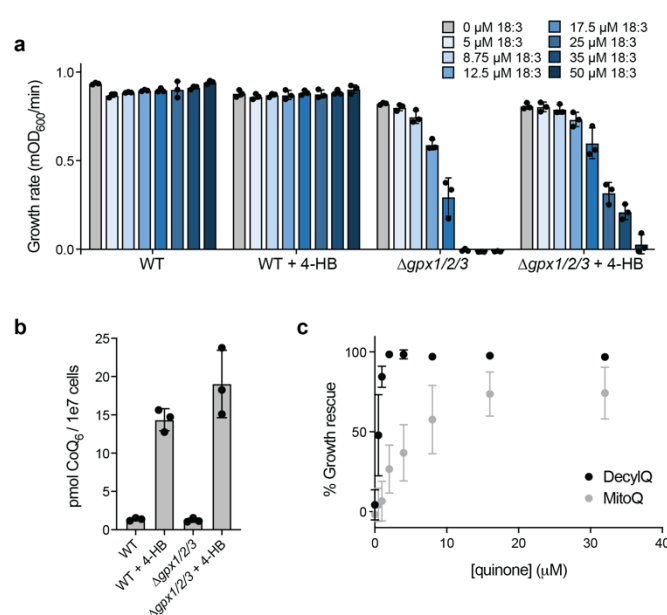 a
0 µM 18:3
17.5 µM 18:3
5 µM 18:3
25 µM 18:3
8.75 µM 18:3
35 µM 18:3
12.5 µM 18:3
50 µM 18:3
Growth rate (mOD600/min)
1.0
0.5
0.0
WT
WT + 4-HB
Δgpx1/2/3
Δgpx1/2/3 + 4-HB
b
pmol CoQ6 / 1e7 cells
25
20
15
10
5
0
WT
WT + 4-HB
Δgpx1/2/3
Δgpx1/2/3 + 4-HB
c
% Growth rescue
100
50
0
DecylQ
MitoQ
0
10
20
30
40
[quinone] (µM)